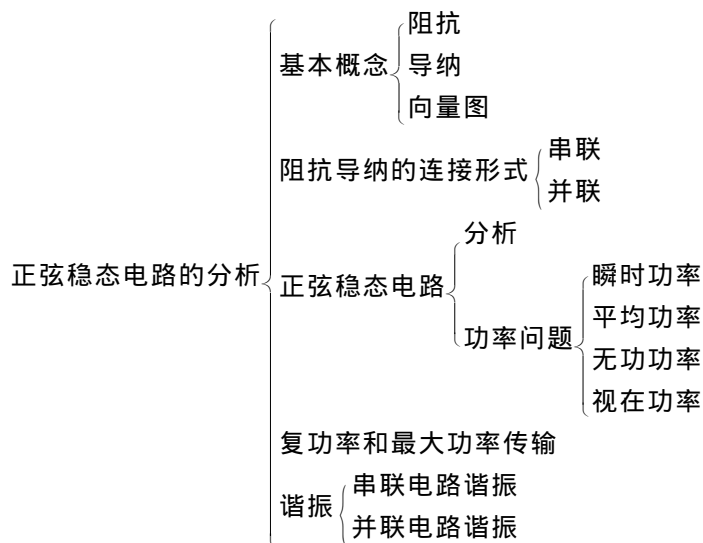 阻抗
基本概念
导纳
向量图
串联
阻抗导纳的连接形式
并联
分析
正弦稳态电路的分析
正弦稳态电路
瞬时功率
平均功率
功率问题
无功功率
视在功率
复功率和最大功率传输
串联电路谐振
谐振
并联电路谐振